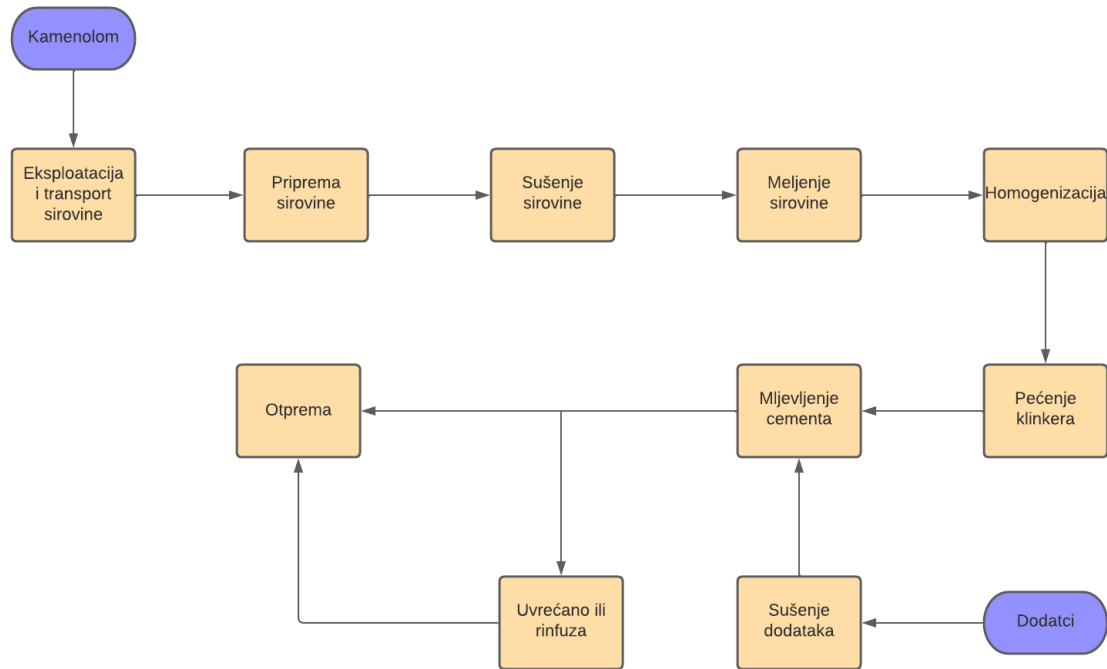 Kamenolom
Eksploatacija
i transport
sirovine
Priprema
sirovine
Sušenje
sirovine
Meljenje
sirovine
Homogenizacija
Otprema
Mljevljenje
cementa
Pećenje
klinkera
Uvrećano ili
rinfuza
Sušenje
dodataka
Dodatci